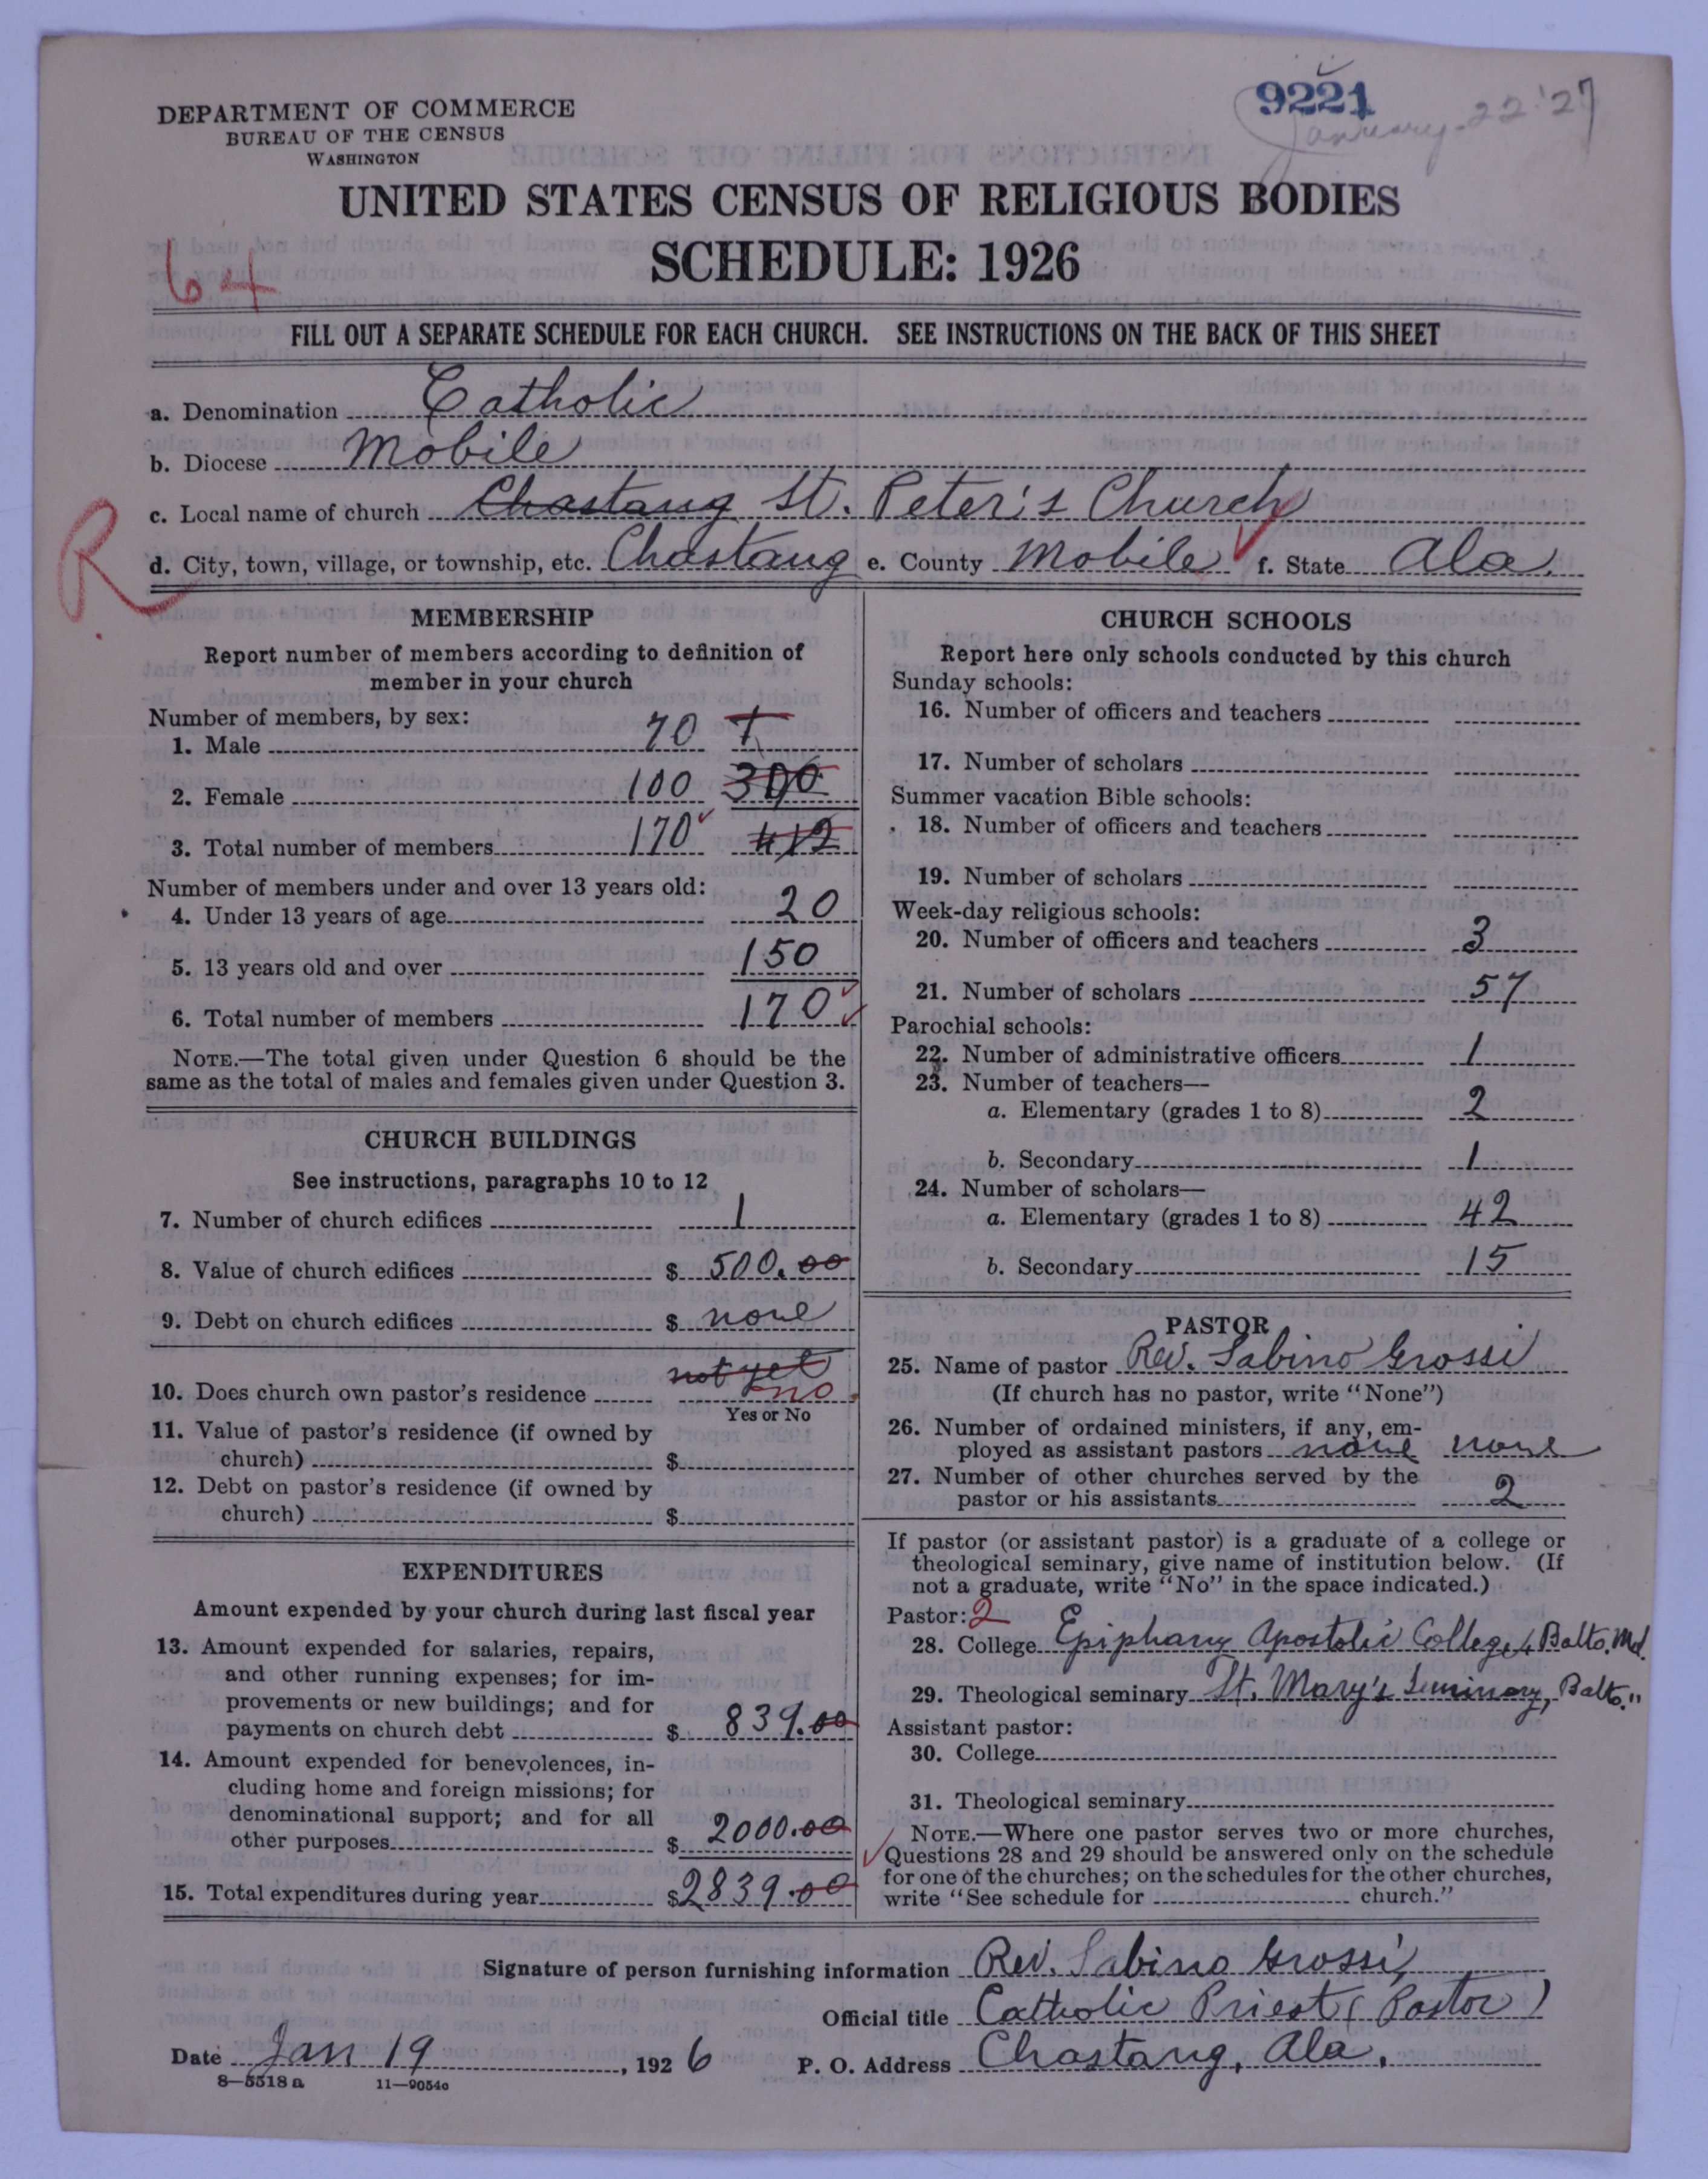 9221
January 22 '27
DEPARTMENT OF COMMERCE
BUREAU OF THE CENSUS
WASHINGTON
UNITED STATES CENSUS OF RELIGIOUS BODIES
SCHEDULE: 1926
64
FILL OUT A SEPARATE SCHEDULE FOR EACH CHURCH. SEE INSTRUCTIONS ON THE BACK OF THIS SHEET
a. Denomination Catholic
b. Diocese Mobile
c. Local name of church Chastang St. Peter's Church
R
d. City, town, village, or township, etc. Chastang e. County Mobile f. State Ala.
MEMBERSHIP
Report number of members according to definition of
member in your church
Number of members, by sex:
1. Male 70
2. Female 100 300
3. Total number of members 170 412
Number of members under and over 13 years old:
4. Under 13 years of age 20
5. 13 years old and over 150
6. Total number of members 170
NOTE.—The total given under Question 6 should be the
same as the total of males and females given under Question 3.
CHURCH BUILDINGS
See instructions, paragraphs 10 to 12
7. Number of church edifices 1
8. Value of church edifices $ 500.00
9. Debt on church edifices $ none
not yet
10. Does church own pastor's residence no
Yes or No
11. Value of pastor's residence (if owned by
church) $
12. Debt on pastor's residence (if owned by
church) $
EXPENDITURES
Amount expended by your church during last fiscal year
13. Amount expended for salaries, repairs,
and other running expenses; for im-
provements or new buildings; and for
payments on church debt $ 839.00
14. Amount expended for benevolences, in-
cluding home and foreign missions; for
denominational support; and for all
other purposes $ 2000.00
15. Total expenditures during year $2839.00
CHURCH SCHOOLS
Report here only schools conducted by this church
Sunday schools:
16. Number of officers and teachers
17. Number of scholars
Summer vacation Bible schools:
18. Number of officers and teachers
19. Number of scholars
Week-day religious schools:
20. Number of officers and teachers 3
21. Number of scholars 57
Parochial schools:
22. Number of administrative officers 1
23. Number of teachers—
a. Elementary (grades 1 to 8) 2
b. Secondary 1
24. Number of scholars—
a. Elementary (grades 1 to 8) 42
b. Secondary 15
PASTOR
25. Name of pastor Rev. Sabino Grossi
(If church has no pastor, write "None")
26. Number of ordained ministers, if any, em-
ployed as assistant pastors none none
27. Number of other churches served by the
pastor or his assistants 2
If pastor (or assistant pastor) is a graduate of a college or
theological seminary, give name of institution below. (If
not a graduate, write "No" in the space indicated.)
Pastor: 2
28. College Epiphany Apostolic College, Balto. Md.
29. Theological seminary St. Mary's Seminary, Balto. "
Assistant pastor:
30. College
31. Theological seminary
NOTE.—Where one pastor serves two or more churches,
Questions 28 and 29 should be answered only on the schedule
for one of the churches; on the schedules for the other churches,
write "See schedule for church."
Signature of person furnishing information Rev. Sabino Grossi,
Official title Catholic Priest (Pastor)
Date Jan 19, 1926 P. O. Address Chastang, Ala.
8—5518 a 11—9054a